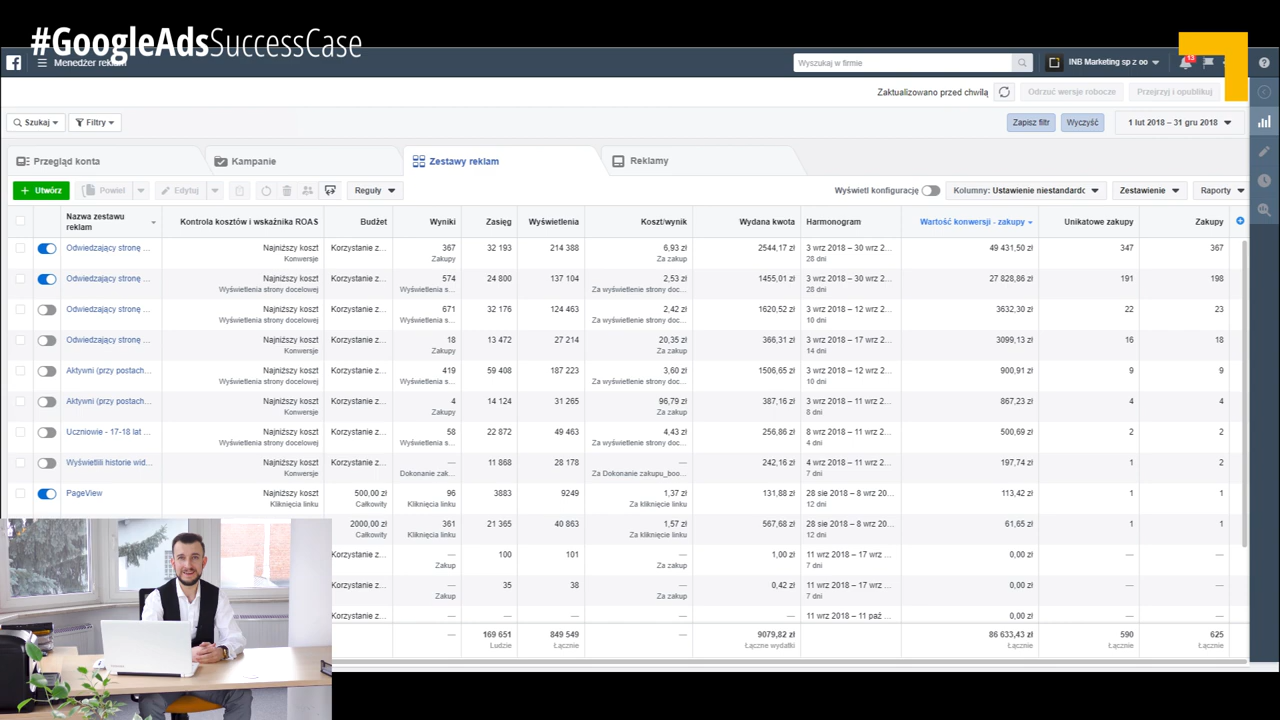 #GoogleAdsSuccessCase
Menedżer reklam
Wyszukaj w firmie
INB Marketing sp z oo
13
Zaktualizowano przed chwilą
Odrzuć wersje robocze
Przejrzyj i opublikuj
Szukaj
Filtry
Zapisz filtr
Wyczyść
1 lut 2018 – 31 gru 2018
Przegląd konta
Kampanie
Zestawy reklam
Reklamy
+ Utwórz
Powiel
Edytuj
Reguły
Wyświetl konfigurację
Kolumny: Ustawienie niestandardc
Zestawienie
Raporty
Nazwa zestawu reklam Kontrola kosztów i wskaźnika ROAS Budżet Wyniki Zasięg Wyświetlenia Koszt/wynik Wydana kwota Harmonogram Wartość konwersji - zakupy Unikatowe zakupy Zakupy
Odwiedzający stronę ... Najniższy koszt Korzystanie z... 367 32 193 214 388 6,93 zł 2544,17 zł 3 wrz 2018 – 30 wrz 2... 49 431,50 zł 347 367
Konwersje Zakupy Za zakup 28 dni
Odwiedzający stronę ... Najniższy koszt Korzystanie z... 574 24 800 137 104 2,53 zł 1455,01 zł 3 wrz 2018 – 30 wrz 2... 27 828,86 zł 191 198
Wyświetlenia strony docelowej Wyświetlenia s... Za wyświetlenie strony doc... 28 dni
Odwiedzający stronę ... Najniższy koszt Korzystanie z... 671 32 176 124 463 2,42 zł 1620,52 zł 3 wrz 2018 – 12 wrz 2... 3632,30 zł 22 23
Wyświetlenia strony docelowej Wyświetlenia s... Za wyświetlenie strony doc... 10 dni
Odwiedzający stronę ... Najniższy koszt Korzystanie z... 18 13 472 27 214 20,35 zł 366,31 zł 3 wrz 2018 – 17 wrz 2... 3099,13 zł 16 18
Konwersje Zakupy Za zakup 14 dni
Aktywni (przy postach... Najniższy koszt Korzystanie z... 419 59 408 187 223 3,60 zł 1506,65 zł 3 wrz 2018 – 12 wrz 2... 900,91 zł 9 9
Wyświetlenia strony docelowej Wyświetlenia s... Za wyświetlenie strony doc... 10 dni
Aktywni (przy postach... Najniższy koszt Korzystanie z... 4 14 124 31 265 96,79 zł 387,16 zł 3 wrz 2018 – 11 wrz 2... 867,23 zł 4 4
Konwersje Zakupy Za zakup 8 dni
Uczniowie - 17-18 lat ... Najniższy koszt Korzystanie z... 58 22 872 49 463 4,43 zł 256,86 zł 8 wrz 2018 – 11 wrz 2... 500,69 zł 2 2
Wyświetlenia strony docelowej Wyświetlenia s... Za wyświetlenie strony doc... 4 dni
Wyświetlili historie wid... Najniższy koszt Korzystanie z... — 11 868 28 178 — 242,16 zł 4 wrz 2018 – 11 wrz 2... 197,74 zł 1 2
Konwersje Dokonanie zak... Za Dokonanie zakupu_boo... 7 dni
PageView Najniższy koszt 500,00 zł 96 3883 9249 1,37 zł 131,88 zł 28 sie 2018 – 8 wrz 20... 113,42 zł 1 1
Kliknięcia linku Całkowity Kliknięcia linku Za kliknięcie linku 12 dni
2000,00 zł 361 21 365 40 863 1,57 zł 567,68 zł 28 sie 2018 – 8 wrz 20... 61,65 zł 1 1
Całkowity Kliknięcia linku Za kliknięcie linku 12 dni
Korzystanie z... — 100 101 — 1,00 zł 11 wrz 2018 – 17 wrz ... 0,00 zł — —
Zakup Za zakup 7 dni
Korzystanie z... — 35 38 — 0,42 zł 11 wrz 2018 – 17 wrz ... 0,00 zł — —
Zakup Za zakup 7 dni
Korzystanie z... — — — — — 11 wrz 2018 – 11 paź ... 0,00 zł — —
— 169 651 849 549 — 9079,82 zł 86 633,43 zł 590 625
Ludzie Łącznie Łączne wydatki Łącznie Łącznie Łącznie